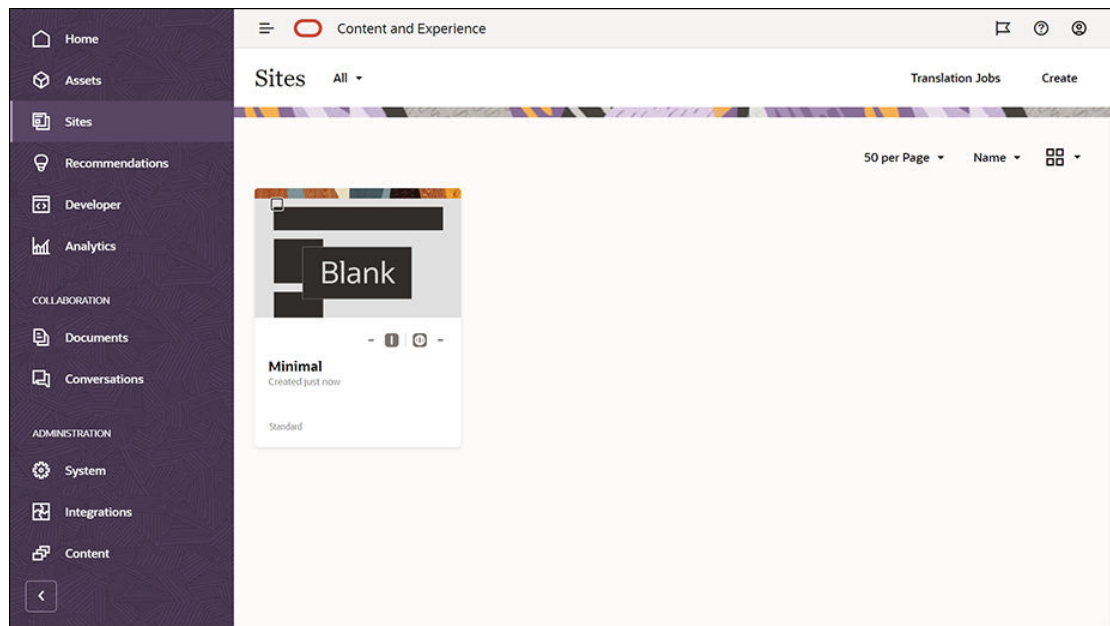 Home
Assets
Sites
Recommendations
Developer
Analytics
COLLABORATION
Documents
Conversations
ADMINISTRATION
System
Integrations
Content
Content and Experience
Sites All
Translation Jobs Create
50 per Page Name
Blank
Minimal
Created just now
Standard